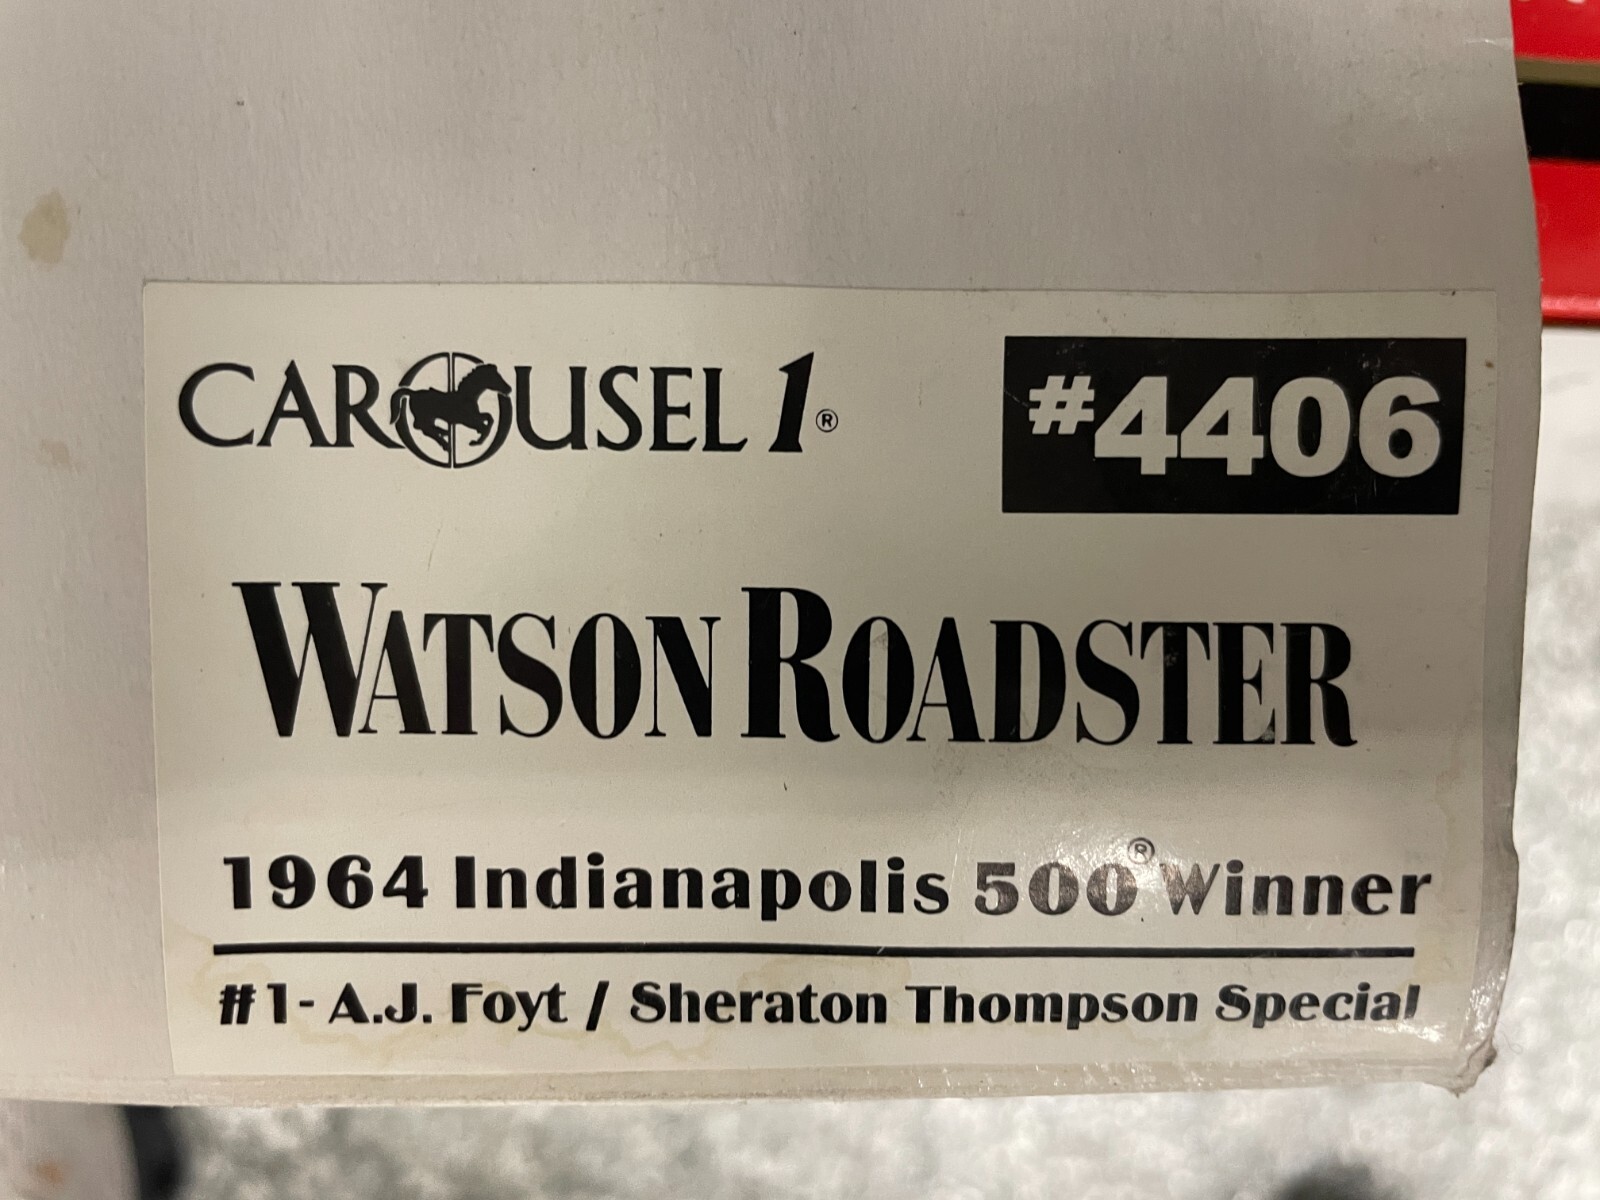 CAROUSEL 1®
#4406
WATSON ROADSTER
1964 Indianapolis 500® Winner
#1- A.J. Foyt / Sheraton Thompson Special